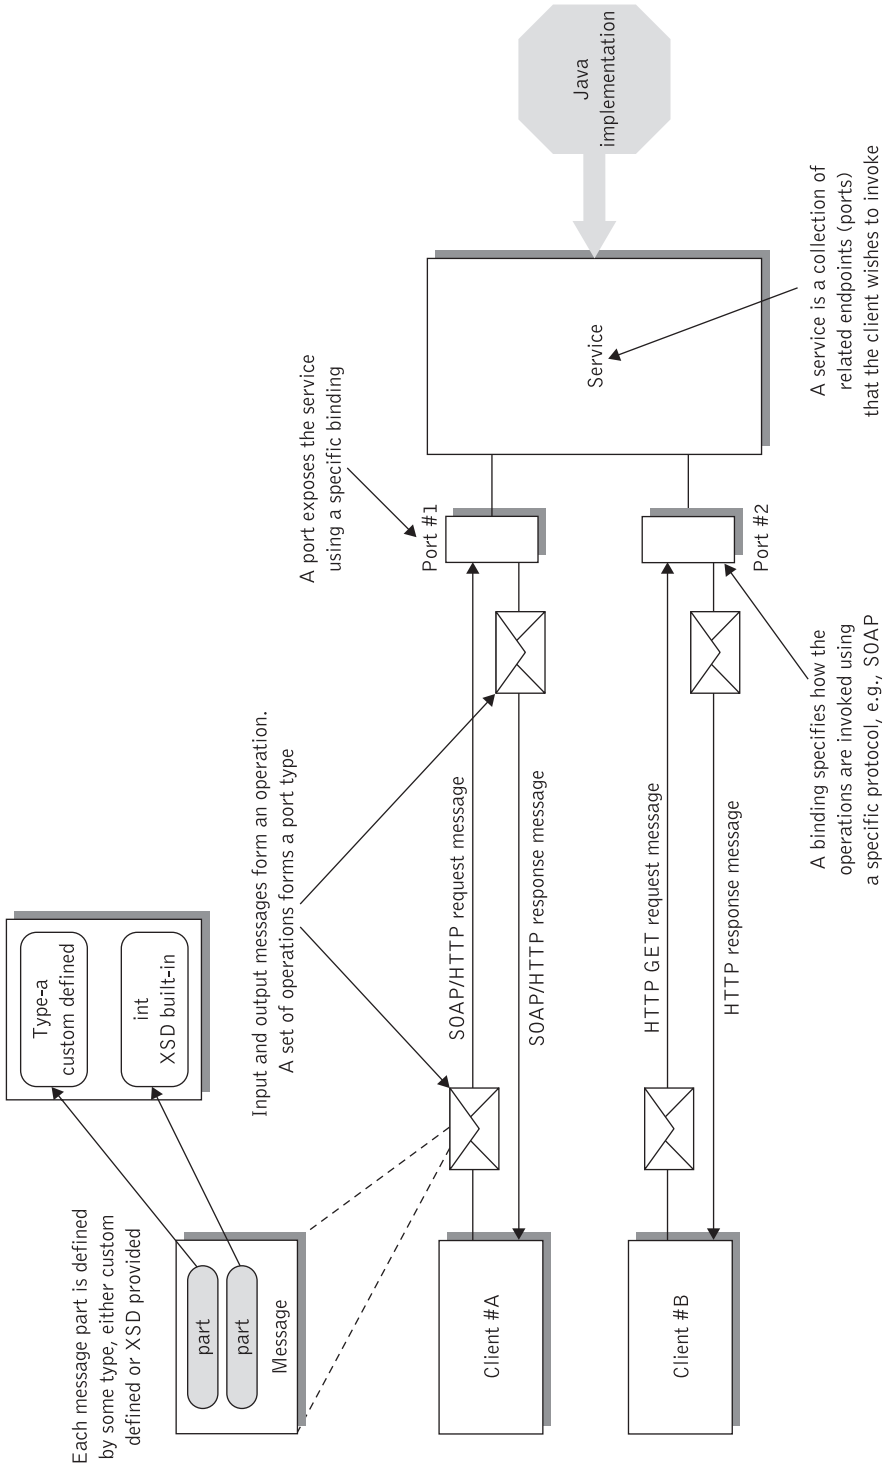 Each message part is defined
by some type, either custom
defined or XSD provided
part
part
Message
Type-a
custom defined
int
XSD built-in
Input and output messages form an operation.
A set of operations forms a port type
A port exposes the service
using a specific binding
Client #A
SOAP/HTTP request message
SOAP/HTTP response message
Port #1
Client #B
HTTP GET request message
HTTP response message
Port #2
Service
Java
implementation
A binding specifies how the
operations are invoked using
a specific protocol, e.g., SOAP
A service is a collection of
related endpoints (ports)
that the client wishes to invoke